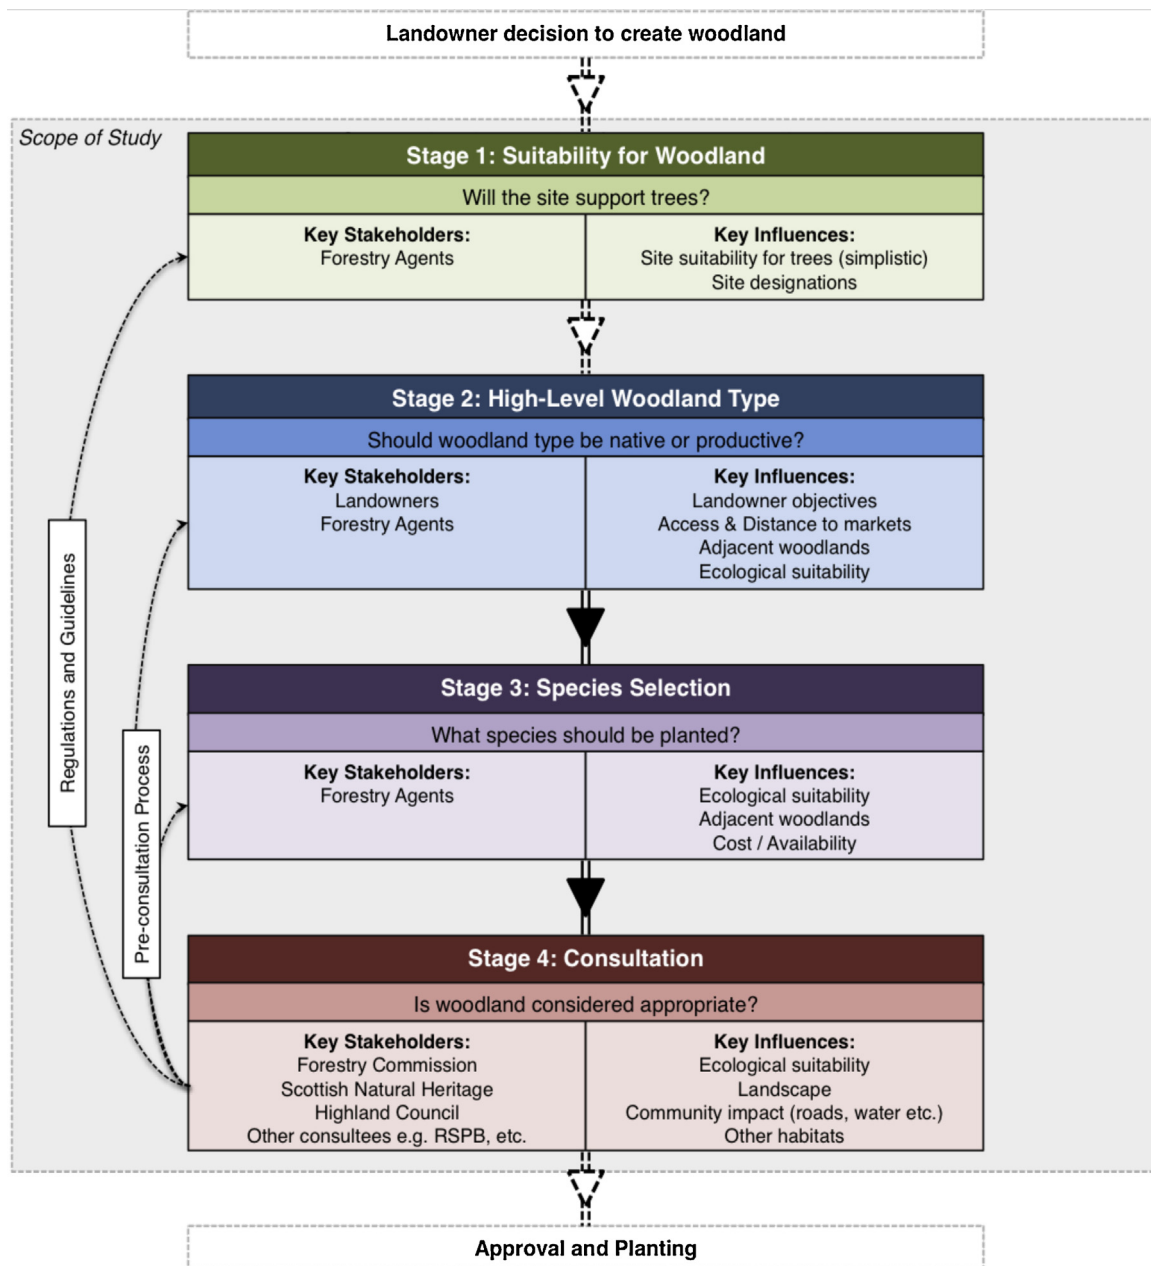 Landowner decision to create woodland
Scope of Study
Stage 1: Suitability for Woodland
Will the site support trees?
Key Stakeholders:
Forestry Agents
Key Influences:
Site suitability for trees (simplistic)
Site designations
Stage 2: High-Level Woodland Type
Should woodland type be native or productive?
Key Stakeholders:
Landowners
Forestry Agents
Key Influences:
Landowner objectives
Access & Distance to markets
Adjacent woodlands
Ecological suitability
Regulations and Guidelines
Pre-consultation Process
Stage 3: Species Selection
What species should be planted?
Key Stakeholders:
Forestry Agents
Key Influences:
Ecological suitability
Adjacent woodlands
Cost / Availability
Stage 4: Consultation
Is woodland considered appropriate?
Key Stakeholders:
Forestry Commission
Scottish Natural Heritage
Highland Council
Other consultees e.g. RSPB, etc.
Key Influences:
Ecological suitability
Landscape
Community impact (roads, water etc.)
Other habitats
Approval and Planting